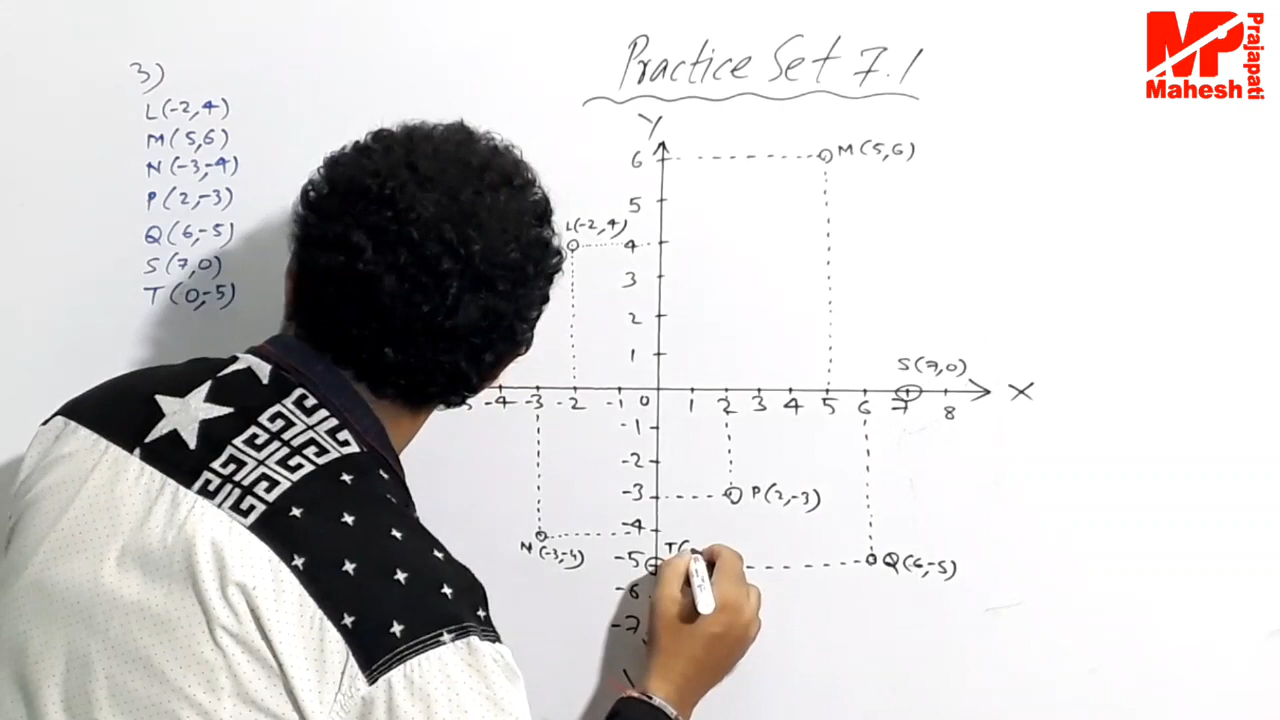 Practice Set 7.1
3)
L(-2,4)
M(5,6)
N(-3,-4)
P(2,-3)
Q(6,-5)
S(7,0)
T(0,-5)
Y
6
M(5,6)
5
L(-2,4)
4
3
2
1
S(7,0)
-4 -3 -2 -1 0 1 2 3 4 5 6 7 8
X
-1
-2
-3
P(2,-3)
-4
N(-3,-4)
T(
-5
Q(6,-5)
-6
-7
MP
Mahesh
Prajapati